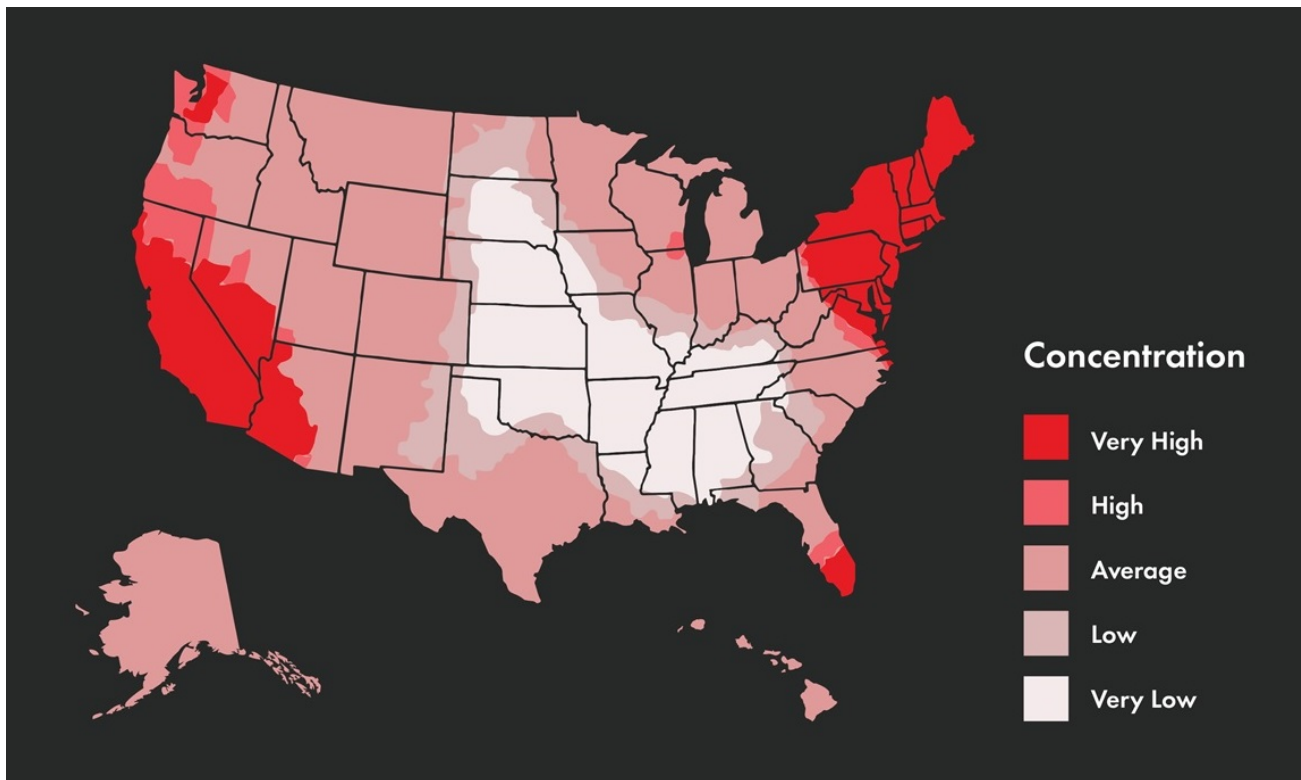 Concentration
Very High
High
Average
Low
Very Low